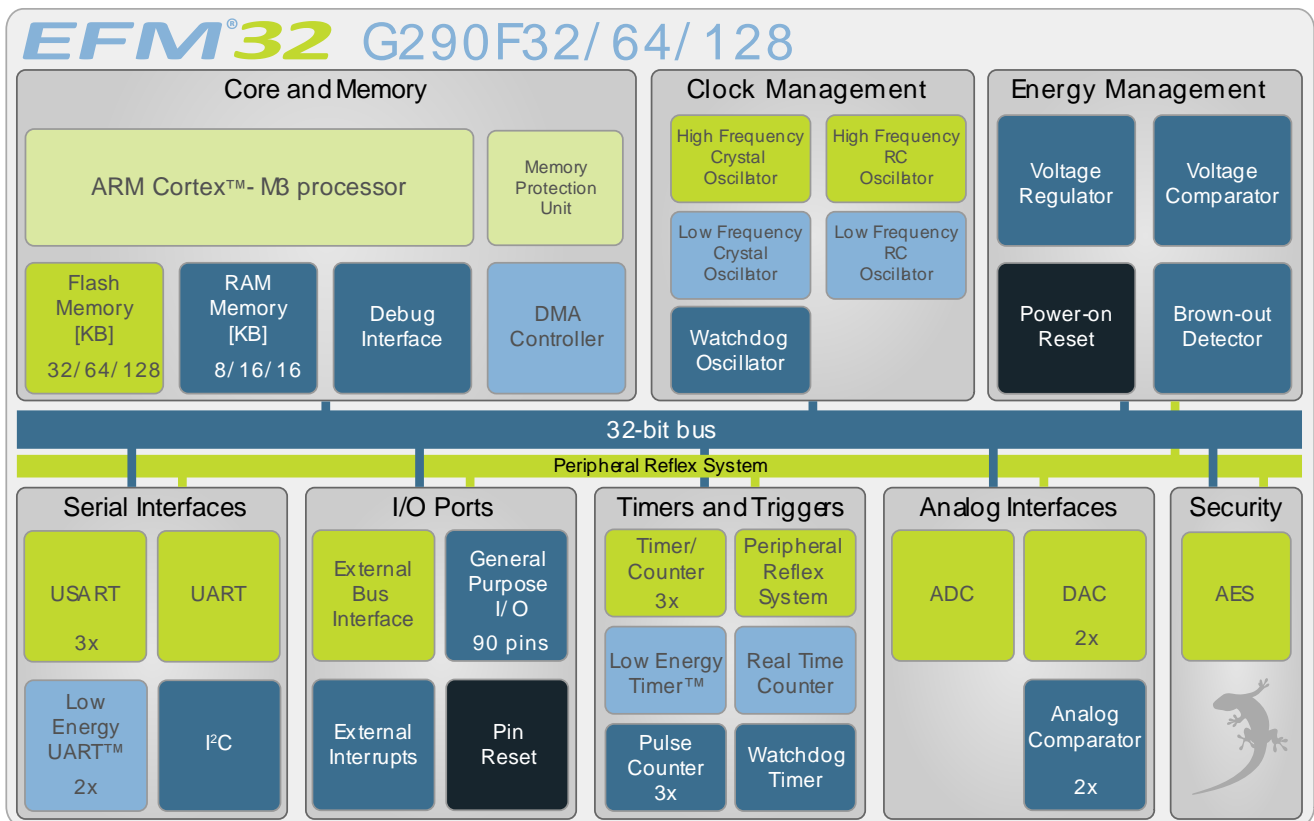 EFM®32 G290F32/64/128
Core and Memory
ARM Cortex™- M3 processor
Memory
Protection
Unit
Flash
Memory
[KB]
32/64/128
RAM
Memory
[KB]
8/16/16
Debug
Interface
DMA
Controller
Clock Management
High Frequency
Crystal
Oscillator
High Frequency
RC
Oscillator
Low Frequency
Crystal
Oscillator
Low Frequency
RC
Oscillator
Watchdog
Oscillator
Energy Management
Voltage
Regulator
Voltage
Comparator
Power-on
Reset
Brown-out
Detector
32-bit bus
Peripheral Reflex System
Serial Interfaces
USART
3x
UART
Low
Energy
UART™
2x
I²C
I/O Ports
External
Bus
Interface
General
Purpose
I/O
90 pins
External
Interrupts
Pin
Reset
Timers and Triggers
Timer/
Counter
3x
Peripheral
Reflex
System
Low Energy
Timer™
Real Time
Counter
Pulse
Counter
3x
Watchdog
Timer
Analog Interfaces
ADC
DAC
2x
Analog
Comparator
2x
Security
AES